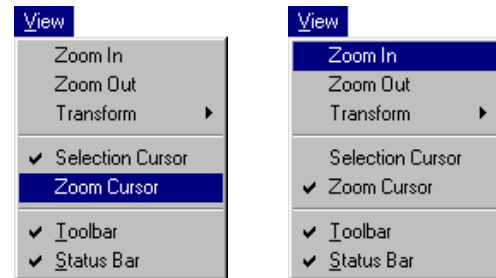 View
Zoom In
Zoom Out
Transform
Selection Cursor
Zoom Cursor
Toolbar
Status Bar
View
Zoom In
Zoom Out
Transform
Selection Cursor
Zoom Cursor
Toolbar
Status Bar